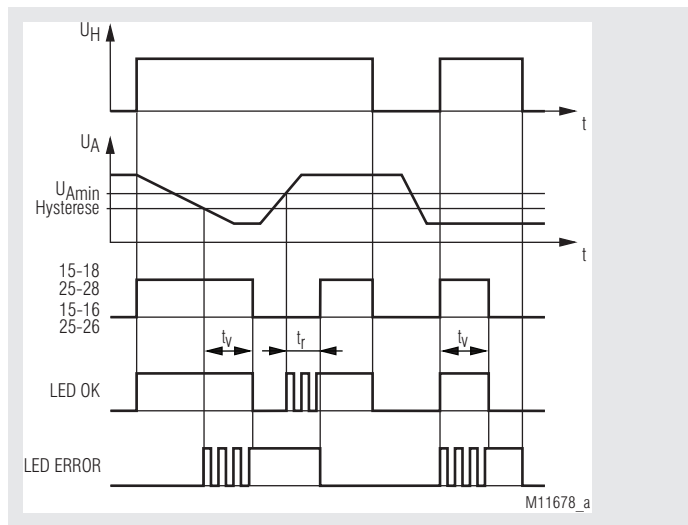 UH
t
UA
UAmin
Hysterese
t
15-18
25-28
15-16
25-26
tv
tr
tv
LED OK
LED ERROR
M11678_a